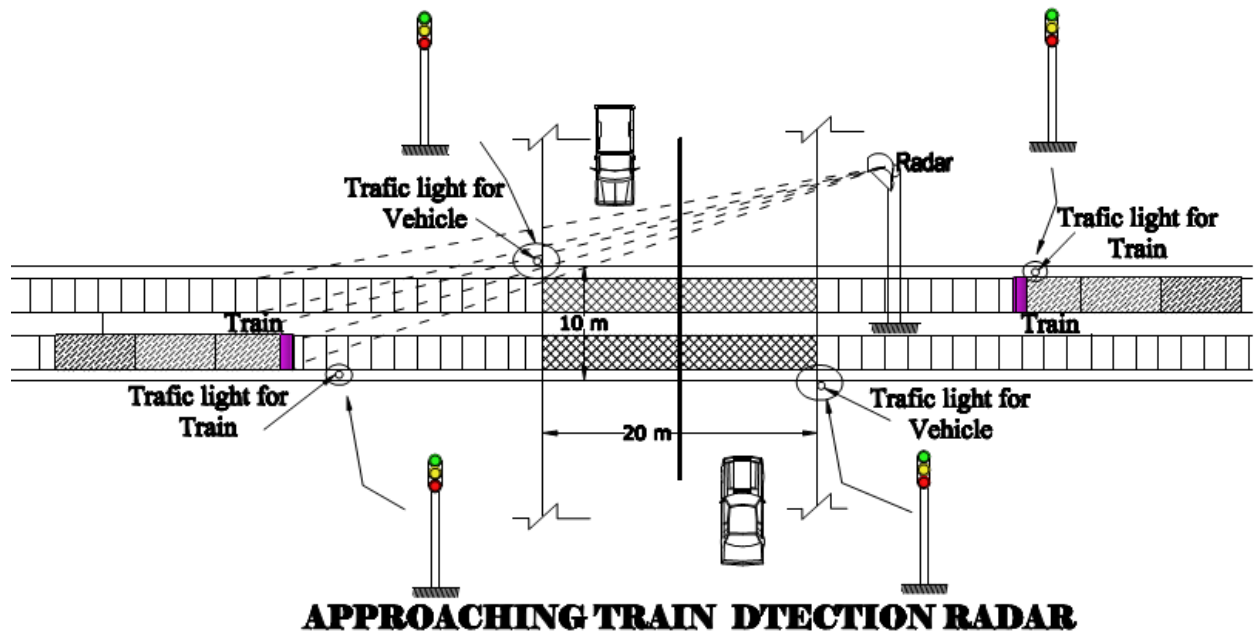 Radar
Trafic light for
Vehicle
Trafic light for
Train
Train
10 m
Train
Trafic light for
Train
20 m
Trafic light for
Vehicle
APPROACHING TRAIN DTECTION RADAR